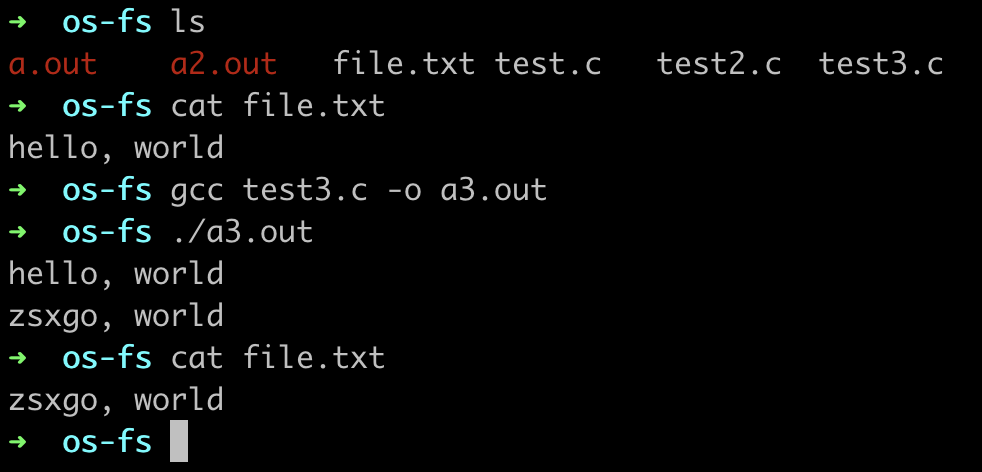 ➜ os-fs ls
a.out a2.out file.txt test.c test2.c test3.c
➜ os-fs cat file.txt
hello, world
➜ os-fs gcc test3.c -o a3.out
➜ os-fs ./a3.out
hello, world
zsxgo, world
➜ os-fs cat file.txt
zsxgo, world
➜ os-fs